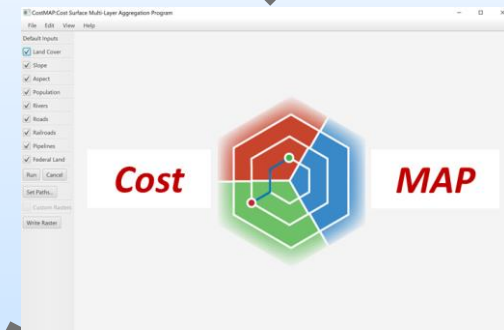 CostMAP:Cost Surface Multi-Layer Aggregation Program
File Edit View Help
Default Inputs
Land Cover
Slope
Aspect
Population
Rivers
Roads
Railroads
Pipelines
Federal Land
Run Cancel
Set Paths...
Custom Rasters
Write Raster
Cost MAP